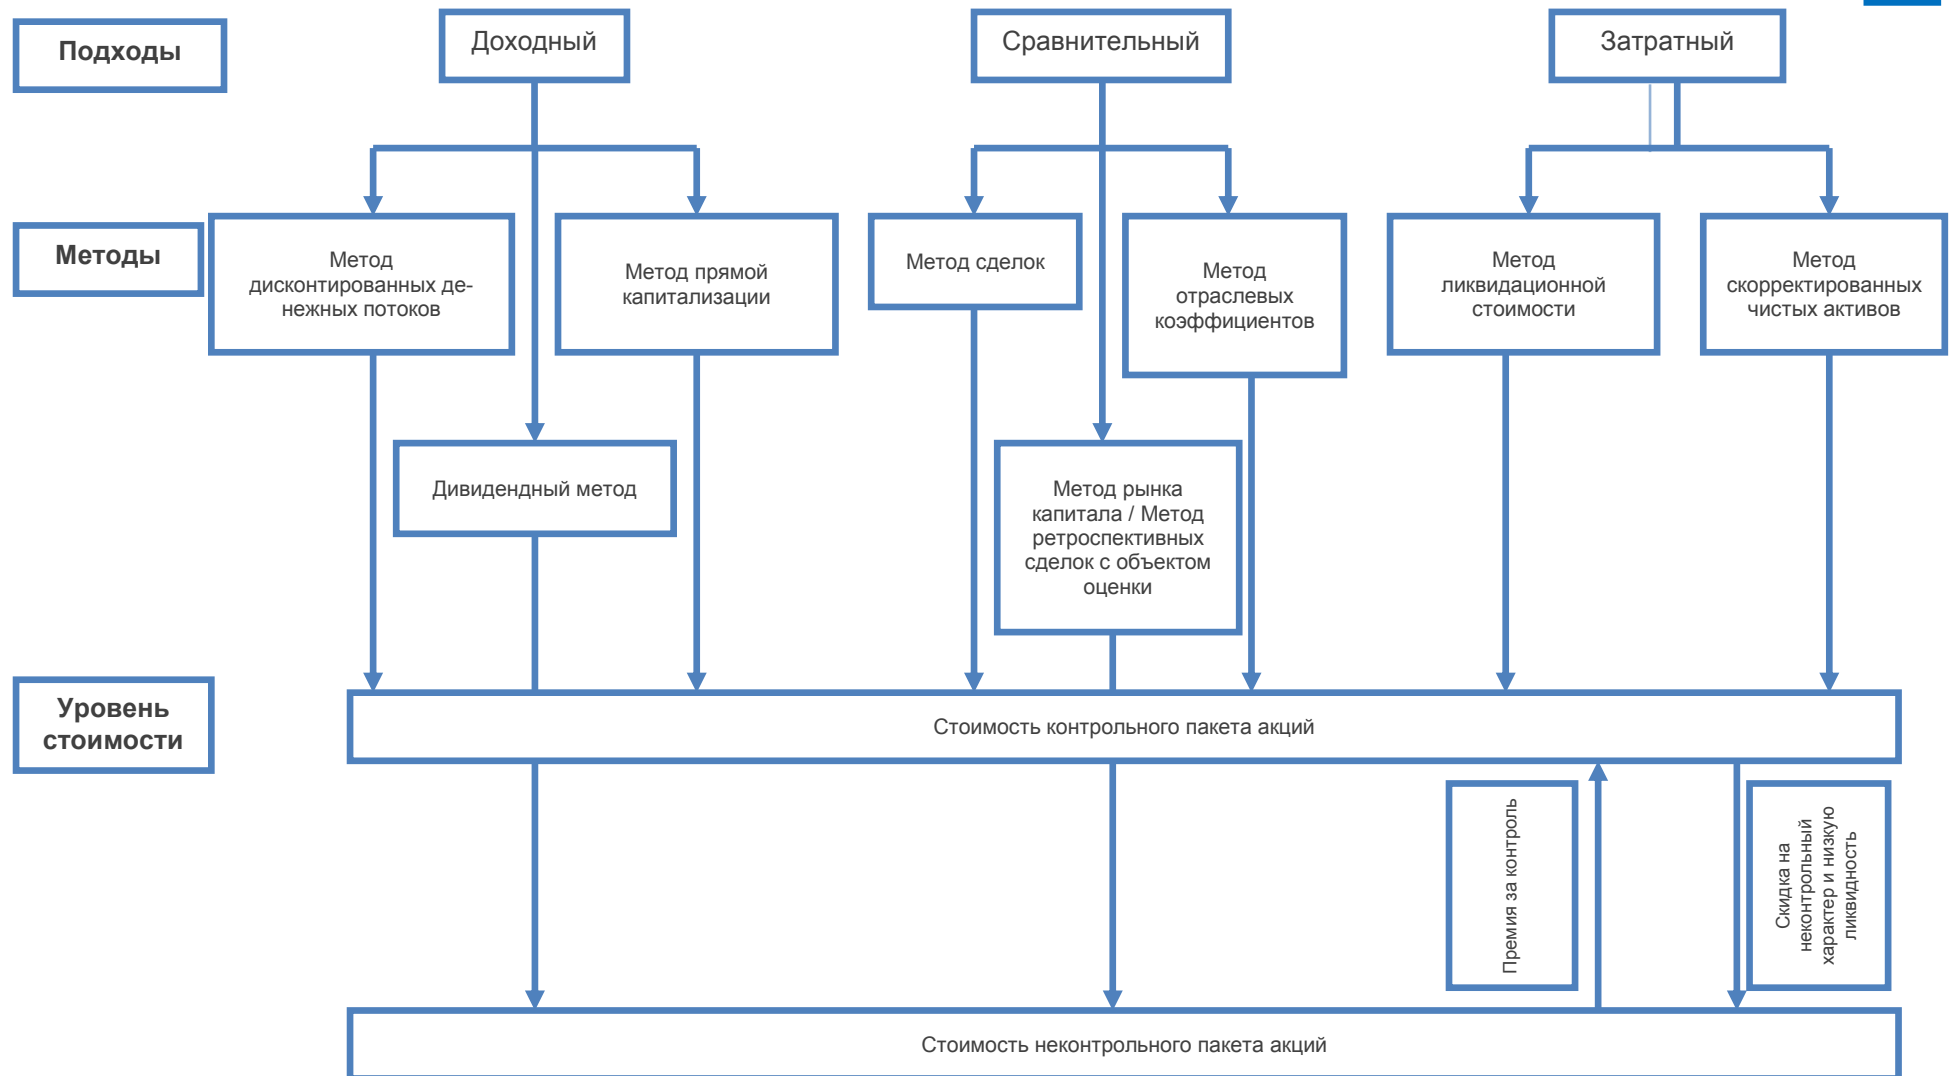 Подходы
Доходный
Сравнительный
Затратный
Методы
Метод
дисконтированных де-
нежных потоков
Метод прямой
капитализации
Метод сделок
Метод
отраслевых
коэффициентов
Метод
ликвидационной
стоимости
Метод
скорректированных
чистых активов
Дивидендный метод
Метод рынка
капитала / Метод
ретроспективных
сделок с объектом
оценки
Уровень
стоимости
Стоимость контрольного пакета акций
Премия за контроль
Скидка на
неконтрольный
характер и низкую
ликвидность
Стоимость неконтрольного пакета акций